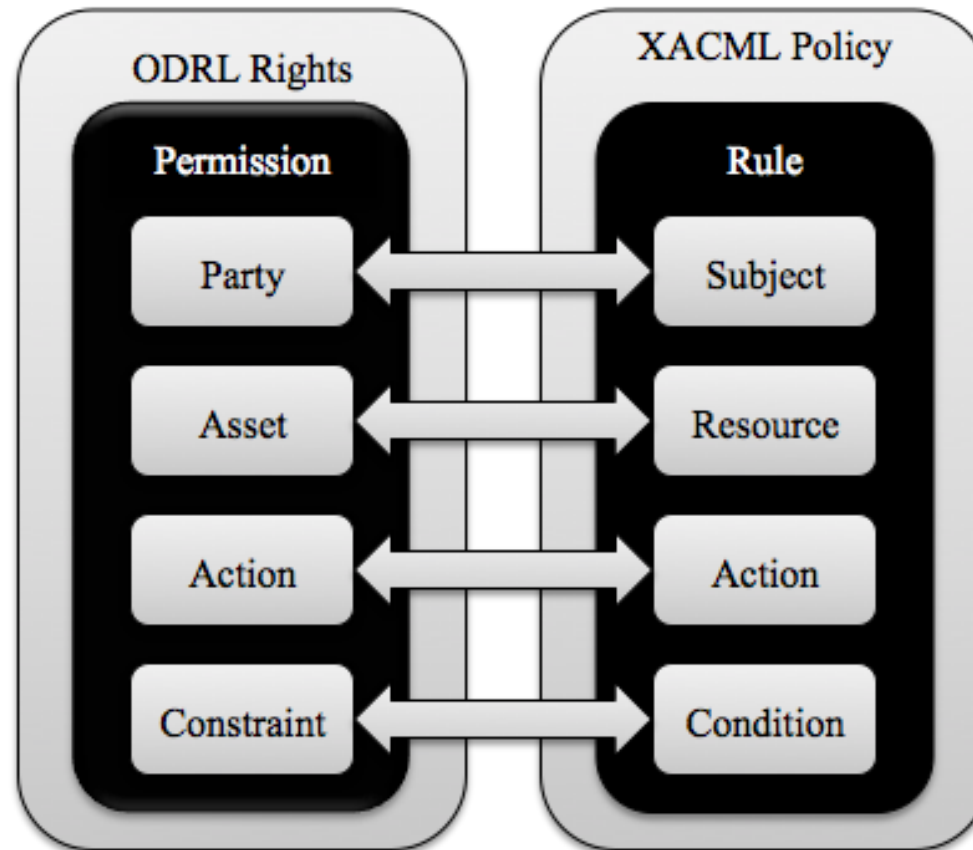 ODRL Rights
Permission
Party
Asset
Action
Constraint
XACML Policy
Rule
Subject
Resource
Action
Condition